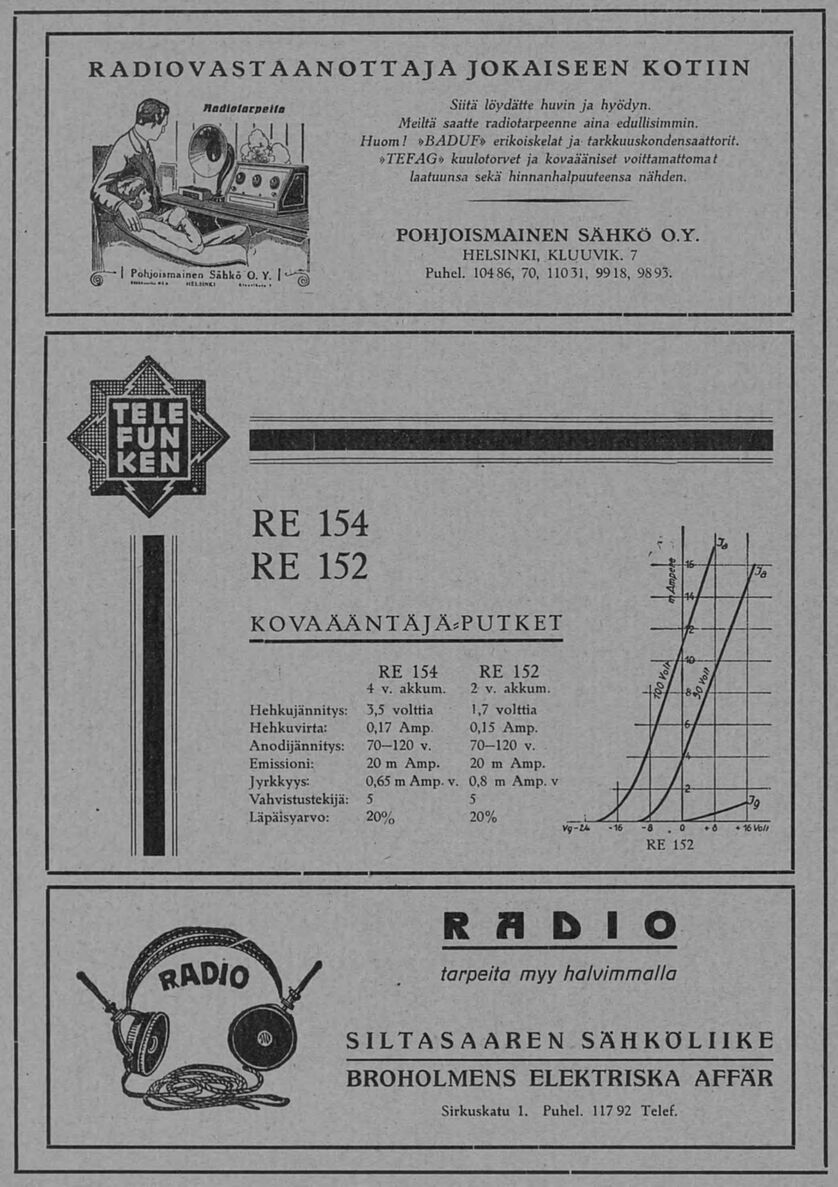 RADIOVASTAANOTTAJA JOKAISEEN KOTIIN
Radiotarpeita
Pohjoismainen Sähkö O. Y.
HELSINKI
Siitä löydätte huvin ja hyödyn.
Meiltä saatte radiotarpeenne aina edullisimmin.
Huom! »BADUF» erikoiskelat ja tarkkuuskondensaattorit.
»TEFAG» kuulotorvet ja kovaääniset voittamattomat
laatuunsa sekä hinnanhalpuuteensa nähden.
POHJOISMAINEN SÄHKÖ O.Y.
HELSINKI, KLUUVIK. 7
Puhel. 104 86, 70, 110 31, 99 18, 98 93.
TELE
FUN
KEN
RE 154
RE 152
KOVAÄÄNTÄJÄ=PUTKET
RE 154 RE 152
4 v. akkum. 2 v. akkum.
Hehkujännitys: 3,5 volttia 1,7 volttia
Hehkuvirta: 0,17 Amp. 0,15 Amp.
Anodijännitys: 70—120 v. 70—120 v.
Emissioni: 20 m Amp. 20 m Amp.
Jyrkkyys: 0,65 m Amp. v. 0,8 m Amp. v
Vahvistustekijä: 5 5
Läpäisyarvo: 20% 20%
Ja
Ja
m Ampere
16
14
12
10
8
6
4
2
100 Volt
90 Volt
Jg
Vg -24 -16 -8 0 +8 +16 Volt
RE 152
RADIO
RADIO
tarpeita myy halvimmalla
SILTASAAREN SÄHKÖLIIKE
BROHOLMENS ELEKTRISKA AFFÄR
Sirkuskatu 1. Puhel. 117 92 Telef.